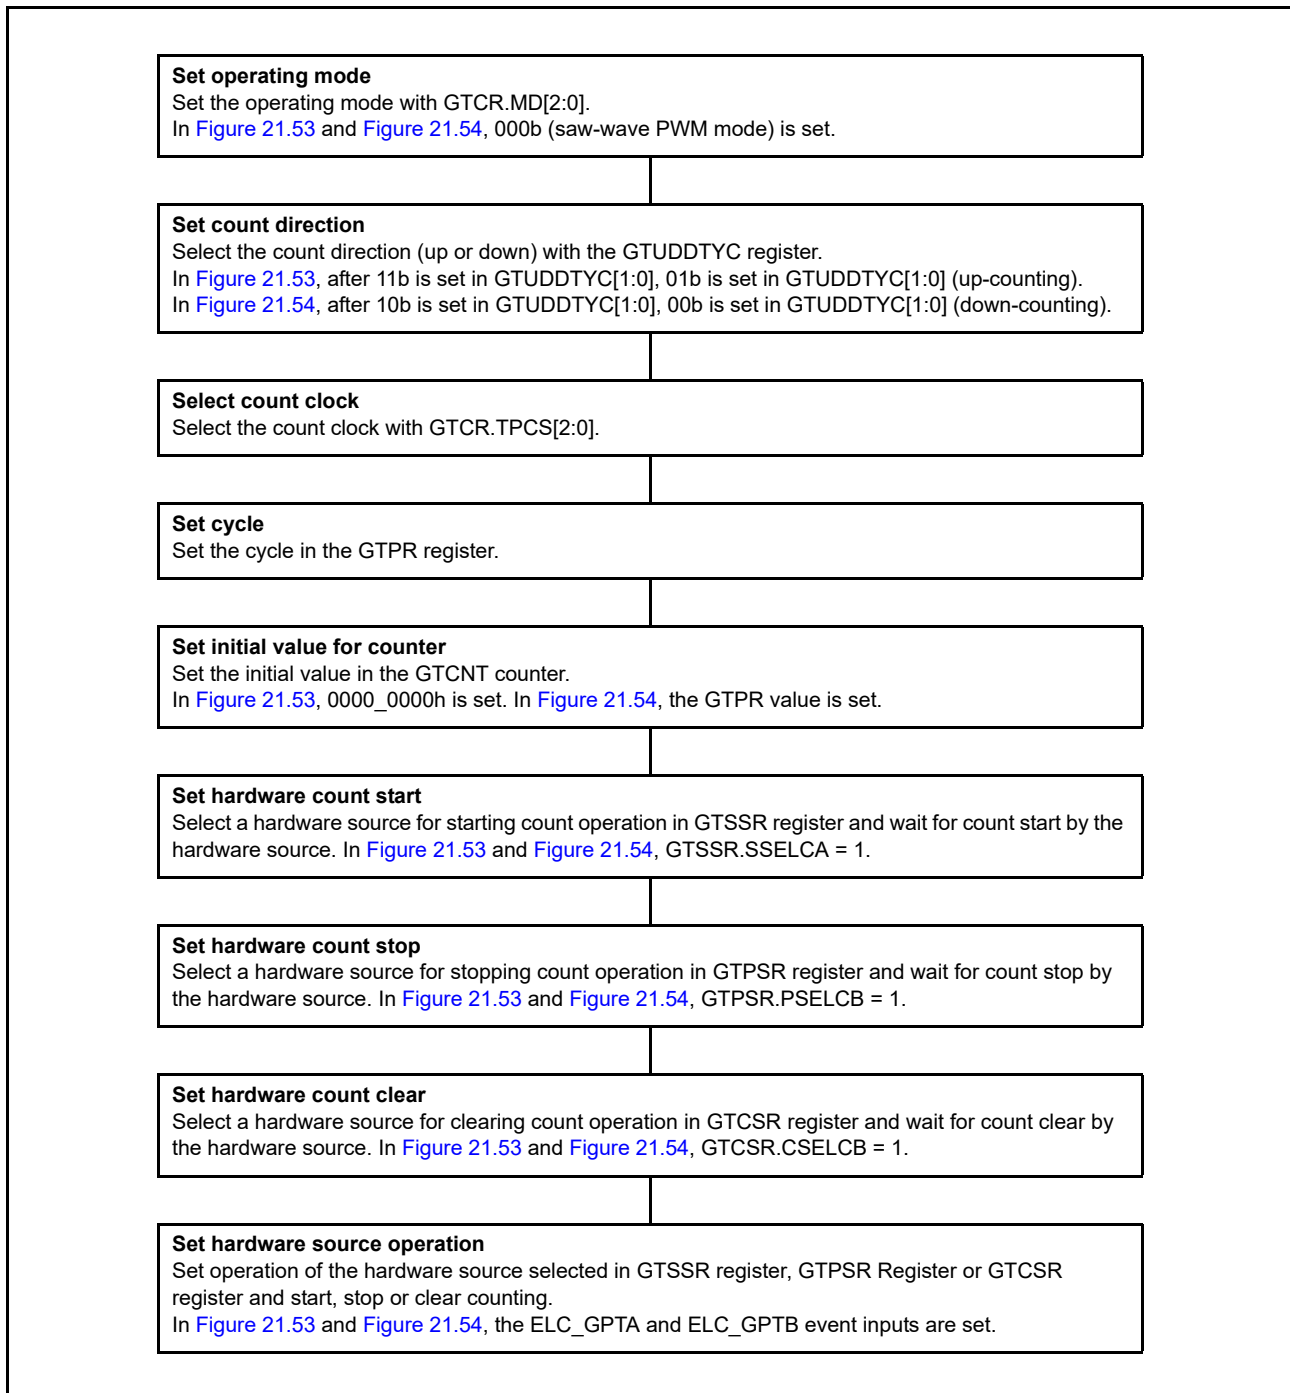 Set operating mode
Set the operating mode with GTCR.MD[2:0].
In Figure 21.53 and Figure 21.54, 000b (saw-wave PWM mode) is set.
Set count direction
Select the count direction (up or down) with the GTUDDTYC register.
In Figure 21.53, after 11b is set in GTUDDTYC[1:0], 01b is set in GTUDDTYC[1:0] (up-counting).
In Figure 21.54, after 10b is set in GTUDDTYC[1:0], 00b is set in GTUDDTYC[1:0] (down-counting).
Select count clock
Select the count clock with GTCR.TPCS[2:0].
Set cycle
Set the cycle in the GTPR register.
Set initial value for counter
Set the initial value in the GTCNT counter.
In Figure 21.53, 0000_0000h is set. In Figure 21.54, the GTPR value is set.
Set hardware count start
Select a hardware source for starting count operation in GTSSR register and wait for count start by the
hardware source. In Figure 21.53 and Figure 21.54, GTSSR.SSELCA = 1.
Set hardware count stop
Select a hardware source for stopping count operation in GTPSR register and wait for count stop by
the hardware source. In Figure 21.53 and Figure 21.54, GTPSR.PSELCB = 1.
Set hardware count clear
Select a hardware source for clearing count operation in GTCSR register and wait for count clear by
the hardware source. In Figure 21.53 and Figure 21.54, GTCSR.CSELCB = 1.
Set hardware source operation
Set operation of the hardware source selected in GTSSR register, GTPSR Register or GTCSR
register and start, stop or clear counting.
In Figure 21.53 and Figure 21.54, the ELC_GPTA and ELC_GPTB event inputs are set.